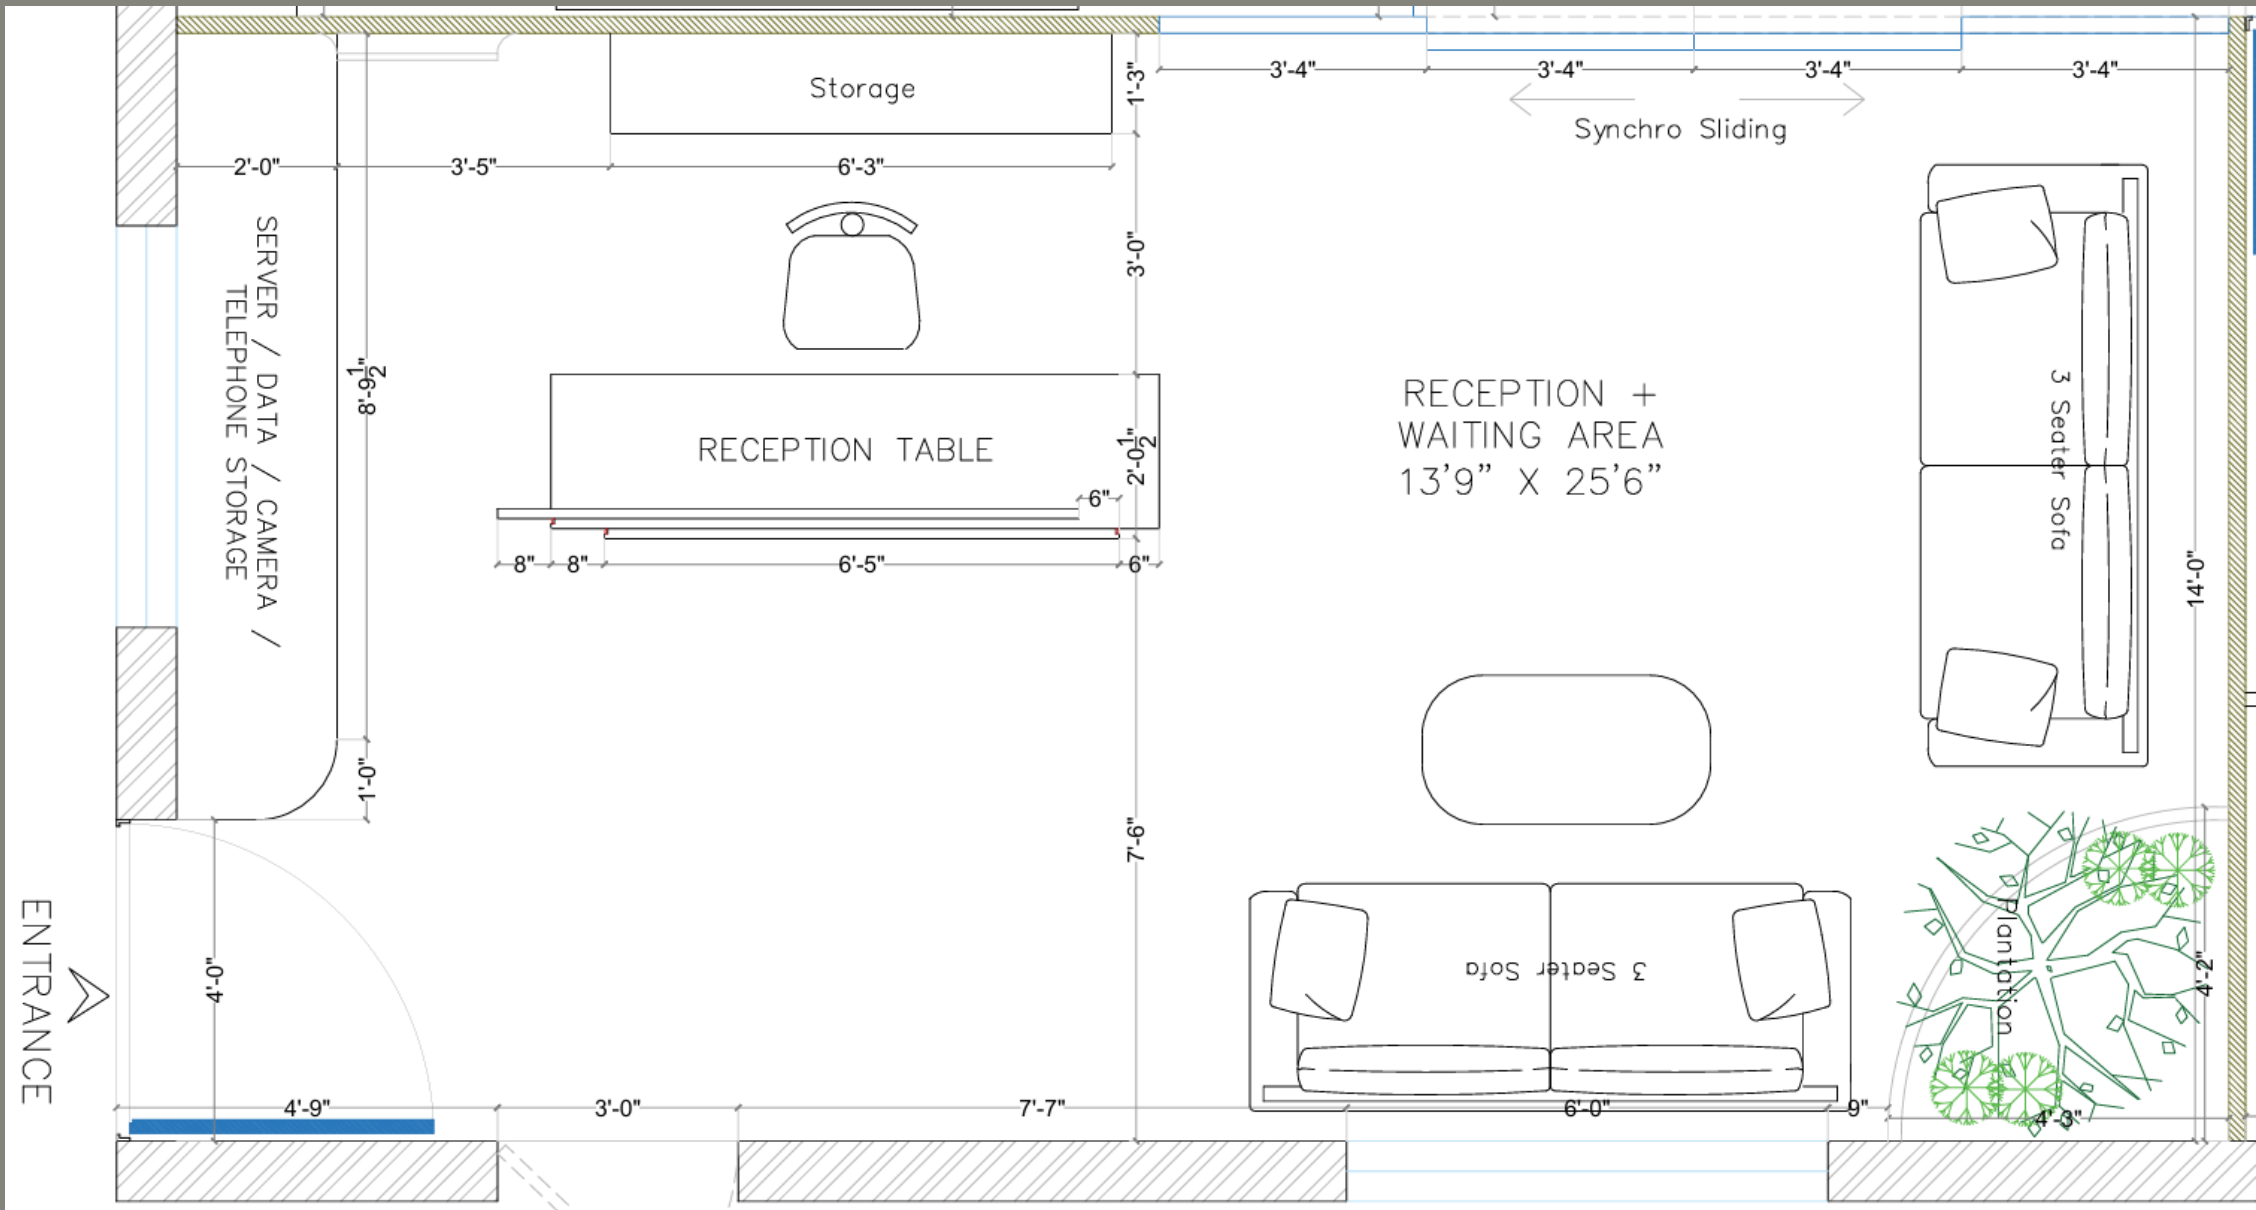 3'-4"
3'-4"
3'-4"
3'-4"
Storage
1'-3"
Synchro Sliding
2'-0"
3'-5"
6'-3"
3'-0"
SERVER / DATA / CAMERA /
TELEPHONE STORAGE
8'-9½"
RECEPTION TABLE
2'-0½"
6"
8"
8"
6'-5"
6"
RECEPTION +
WAITING AREA
13'9” X 25'6”
3 Seater Sofa
14'-0"
1'-0"
7'-6"
ENTRANCE
4'-0"
3 Seater Sofa
Plantation
4'-2"
4'-9"
3'-0"
7'-7"
6'-0"
9"
4'-3"